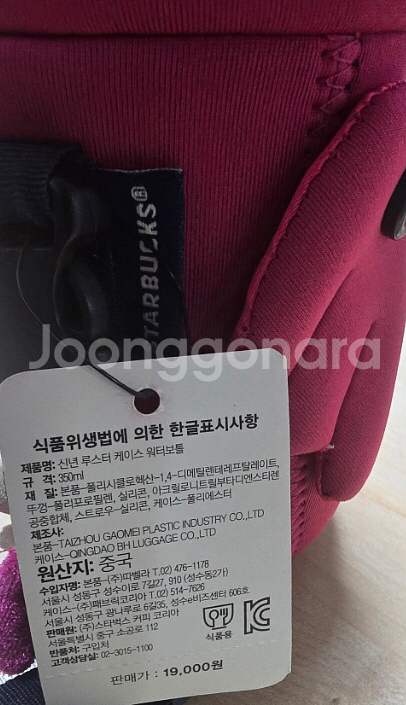 STARBUCKS®
Joonggonara
식품위생법에 의한 한글표시사항
제품명: 신년 루스터 케이스 워터보틀
규 격: 350ml
재 질: 본품-폴리시클로헥산-1,4-디메틸렌테레프탈레이트,
뚜껑-폴리프로필렌, 실리콘, 아크릴로니트릴부타디엔스티렌
공중합체, 스트로우-실리콘, 케이스-폴리에스터
제조사:
본품-TAIZHOU GAOMEI PLASTIC INDUSTRY CO.,LTD
케이스-QINGDAO BH LUGGAGE CO.,LTD
원산지: 중국
수입자명: 본품-(주)따벨라 T.02) 476-1178
서울시 성동구 성수이로 7길27, 910 (성수동2가)
케이스-(주)패브릭코리아 T.02) 514-7626
서울시 성동구 광나루로 6길35, 성수e비즈센터 606호
판매원: (주)스타벅스 커피 코리아
서울특별시 중구 소공로 112
반품처: 구입처
고객상담실: 02-3015-1100
식품용
판매가 : 19,000원